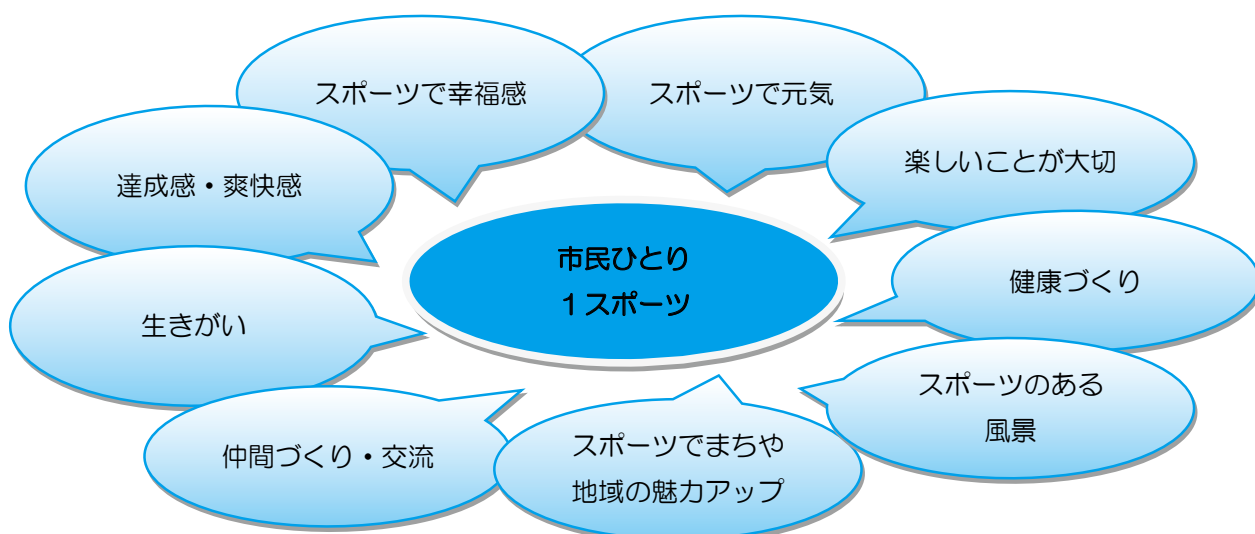 スポーツで幸福感
スポーツで元気
楽しいことが大切
達成感・爽快感
市民ひとり
１スポーツ
健康づくり
生きがい
スポーツのある
風景
仲間づくり・交流
スポーツでまちや
地域の魅力アップ